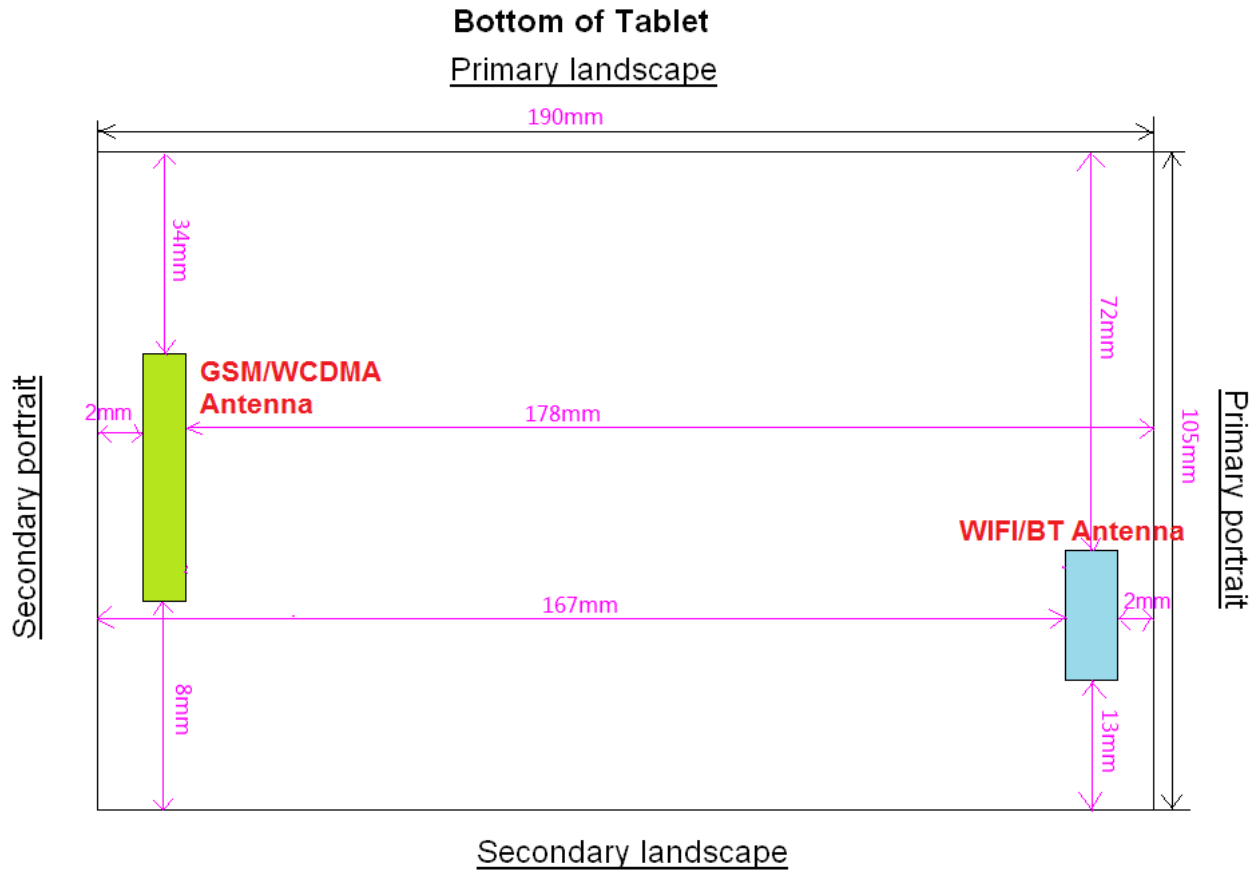 Bottom of Tablet
Primary landscape
190mm
34mm
72mm
GSM/WCDMA
Antenna
2mm
178mm
105mm
Secondary portrait
Primary portrait
WIFI/BT Antenna
167mm
2mm
8mm
13mm
Secondary landscape